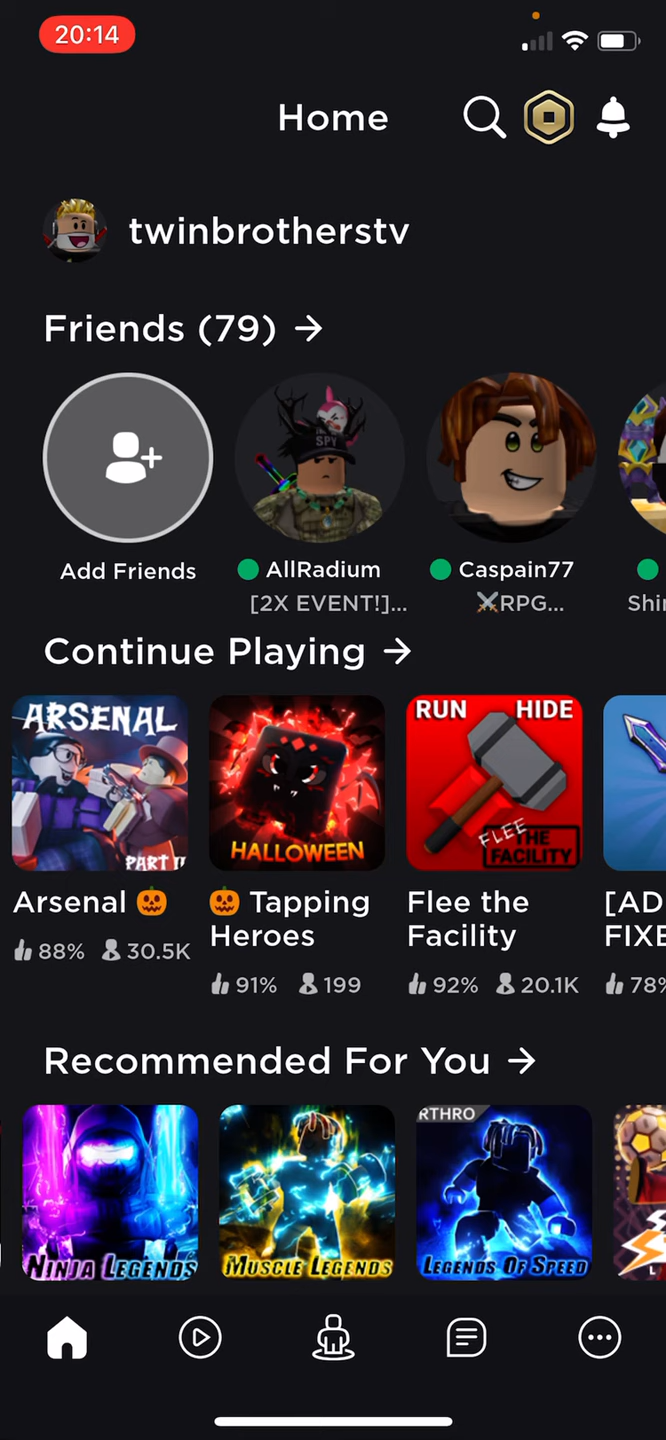 20:14
Home
twinbrotherstv
Friends (79) →
SPY
Add Friends
AllRadium
Caspain77
[2X EVENT!]...
⚔RPG...
Shi
Continue Playing →
ARSENAL
PART II
HALLOWEEN
RUN HIDE
FLEE THE
FACILITY
Arsenal 🎃
88% 30.5K
🎃 Tapping
Heroes
91% 199
Flee the
Facility
92% 20.1K
[AD
FIXE
78%
Recommended For You →
NINJA LEGENDS
MUSCLE LEGENDS
RTHRO
LEGENDS OF SPEED